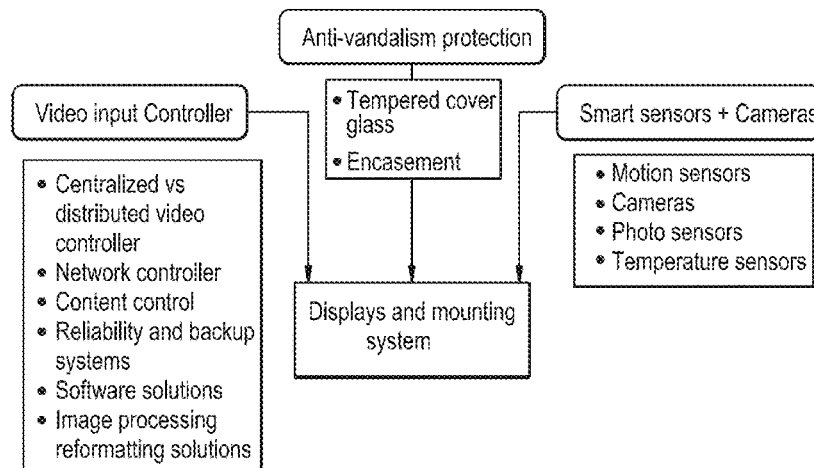 Anti-vandalism protection
• Tempered cover
glass
• Encasement
Video input Controller
• Centralized vs
distributed video
controller
• Network controller
• Content control
• Reliability and backup
systems
• Software solutions
• Image processing
reformatting solutions
Smart sensors + Cameras
• Motion sensors
• Cameras
• Photo sensors
• Temperature sensors
Displays and mounting
system